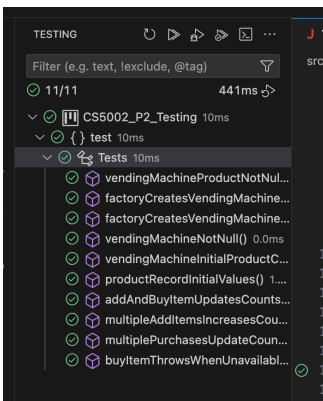 TESTING
J
Filter (e.g. text, !exclude, @tag)
src
11/11 441ms
CS5002_P2_Testing 10ms
{} test 10ms
Tests 10ms
vendingMachineProductNotNul...
factoryCreatesVendingMachine...
factoryCreatesVendingMachine...
vendingMachineNotNull() 0.0ms
vendingMachineInitialProductC...
productRecordInitialValues() 1....
addAndBuyItemUpdatesCounts...
multipleAddItemsIncreasesCou...
multiplePurchasesUpdateCount...
buyItemThrowsWhenUnavailabl...